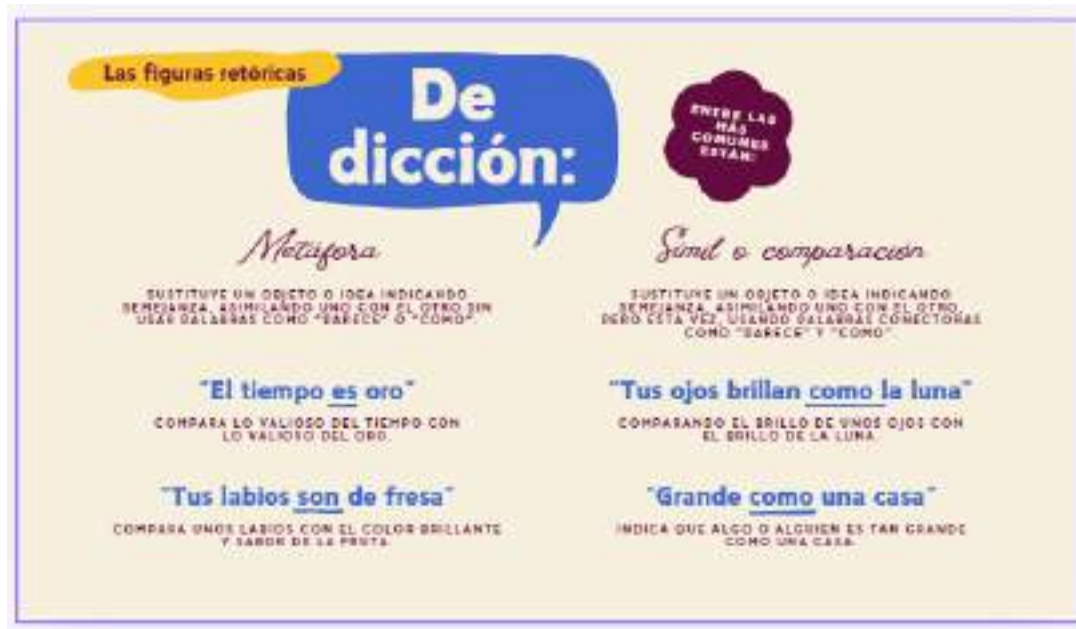 Las figuras retóricas
De
dicción:
ENTRE LAS
MÁS
COMUNES
ESTÁN:
Metáfora
SUSTITUYE UN OBJETO O IDEA INDICANDO
SEMEJANZA, ASIMILANDO UNO CON EL OTRO SIN
USAR PALABRAS COMO "PARECE" O "COMO".
"El tiempo es oro"
COMPARA LO VALIOSO DEL TIEMPO CON
LO VALIOSO DEL ORO.
"Tus labios son de fresa"
COMPARA UNOS LABIOS CON EL COLOR BRILLANTE
Y SABOR DE LA FRUTA.
Símil o comparación
SUSTITUYE UN OBJETO O IDEA INDICANDO
SEMEJANZA, ASIMILANDO UNO CON EL OTRO,
PERO ESTA VEZ, USANDO PALABRAS CONECTORAS
COMO "PARECE" Y "COMO"
"Tus ojos brillan como la luna"
COMPARANDO EL BRILLO DE UNOS OJOS CON
EL BRILLO DE LA LUNA.
"Grande como una casa"
INDICA QUE ALGO O ALGUIEN ES TAN GRANDE
COMO UNA CASA.